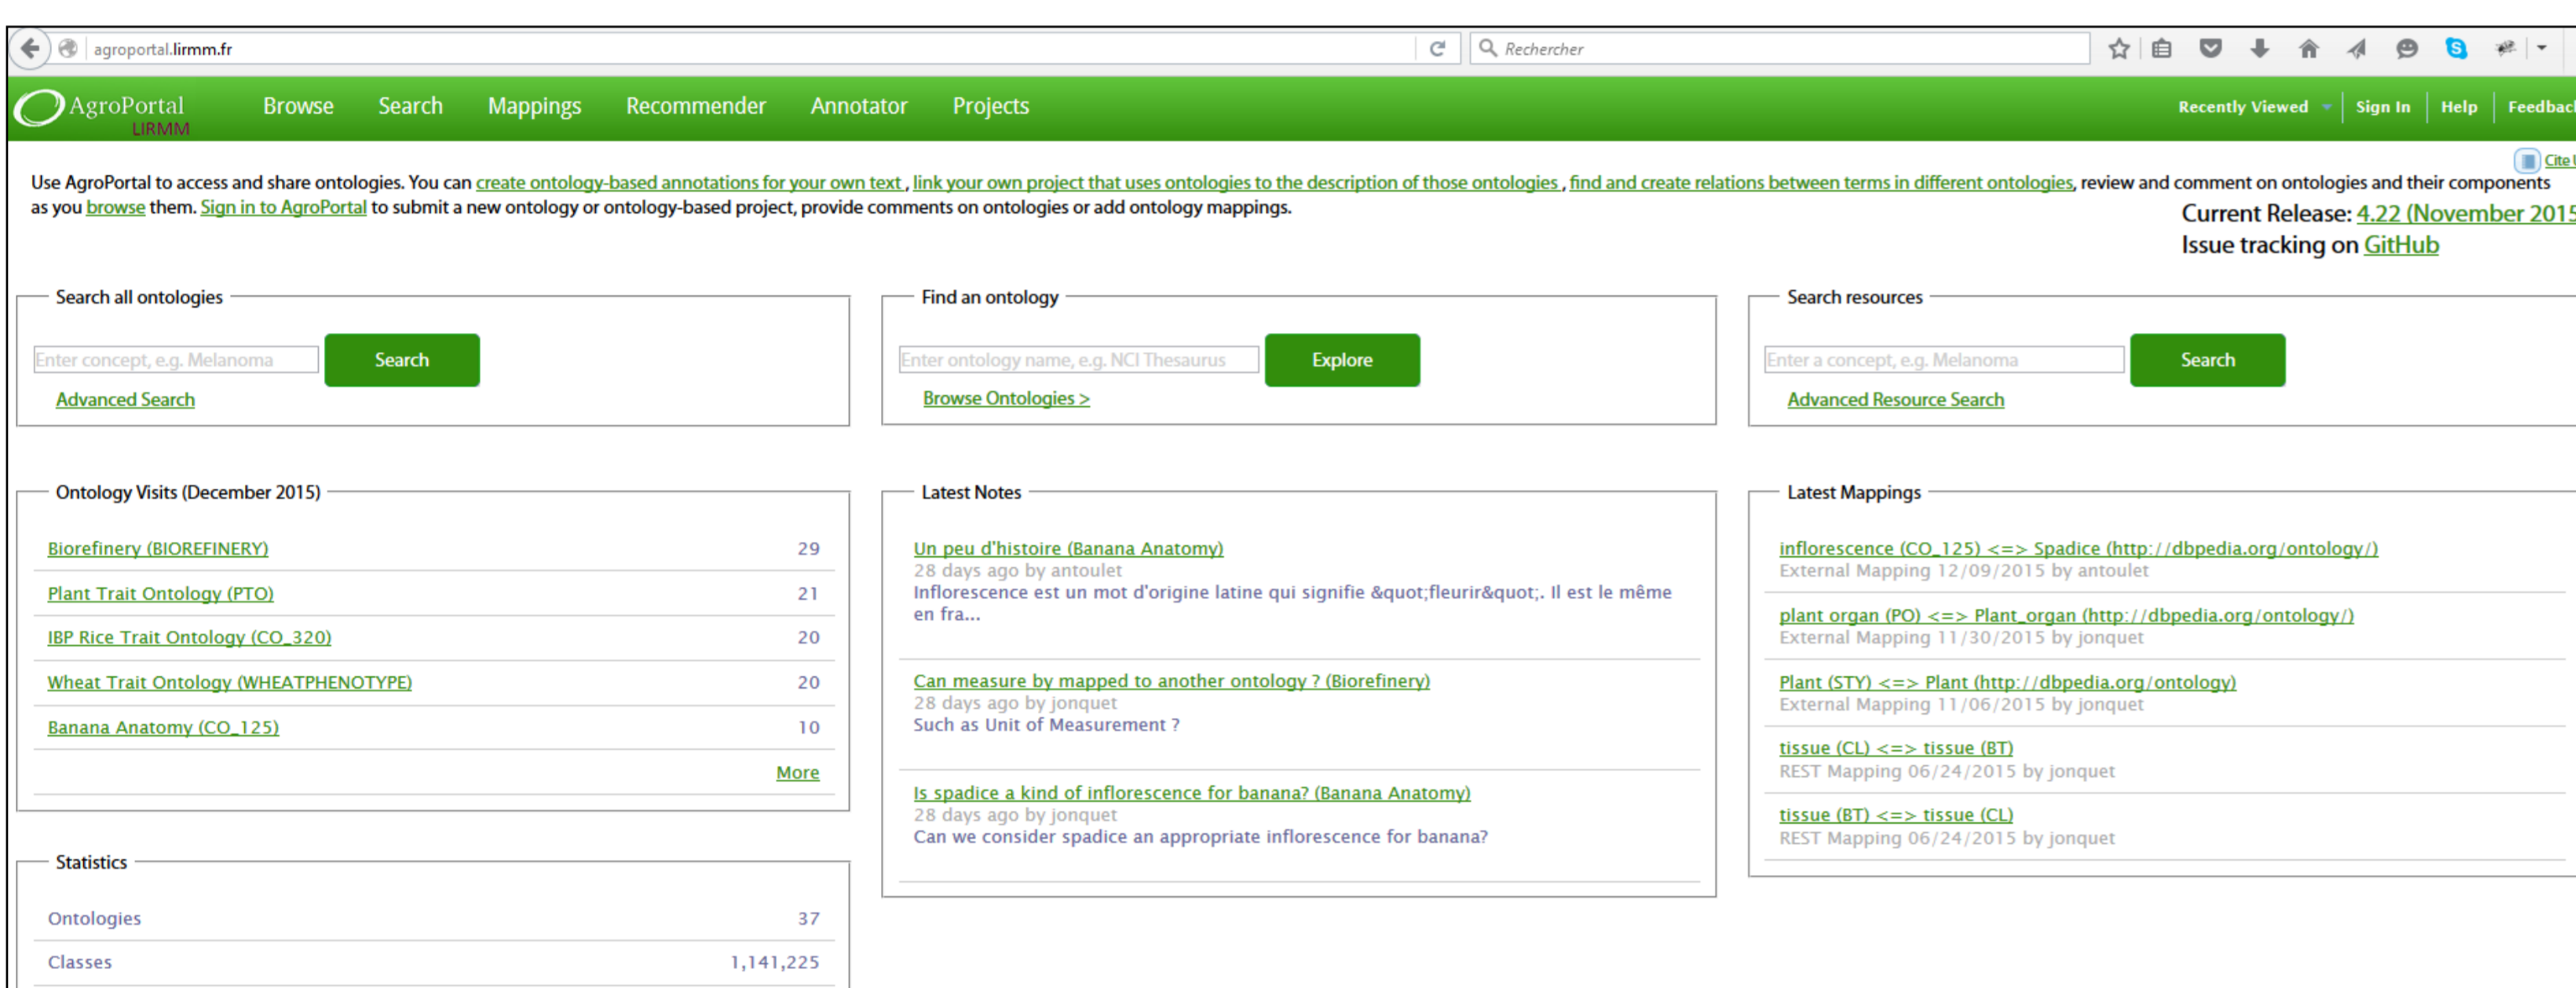 agroportal.lirmm.fr
Rechercher
AgroPortal
LIRMM
Browse
Search
Mappings
Recommender
Annotator
Projects
Recently Viewed
Sign In
Help
Feedback
Cite
Use AgroPortal to access and share ontologies. You can create ontology-based annotations for your own text , link your own project that uses ontologies to the description of those ontologies , find and create relations between terms in different ontologies, review and comment on ontologies and their components
as you browse them. Sign in to AgroPortal to submit a new ontology or ontology-based project, provide comments on ontologies or add ontology mappings.
Current Release: 4.22 (November 2015
Issue tracking on GitHub
Search all ontologies
Enter concept, e.g. Melanoma
Search
Advanced Search
Find an ontology
Enter ontology name, e.g. NCI Thesaurus
Explore
Browse Ontologies >
Search resources
Enter a concept, e.g. Melanoma
Search
Advanced Resource Search
Ontology Visits (December 2015)
Biorefinery (BIOREFINERY) 29
Plant Trait Ontology (PTO) 21
IBP Rice Trait Ontology (CO_320) 20
Wheat Trait Ontology (WHEATPHENOTYPE) 20
Banana Anatomy (CO_125) 10
More
Statistics
Ontologies 37
Classes 1,141,225
Latest Notes
Un peu d'histoire (Banana Anatomy)
28 days ago by antoulet
Inflorescence est un mot d'origine latine qui signifie &quot;fleurir&quot;. Il est le même
en fra...
Can measure by mapped to another ontology ? (Biorefinery)
28 days ago by jonquet
Such as Unit of Measurement ?
Is spadice a kind of inflorescence for banana? (Banana Anatomy)
28 days ago by jonquet
Can we consider spadice an appropriate inflorescence for banana?
Latest Mappings
inflorescence (CO_125) <=> Spadice (http://dbpedia.org/ontology/)
External Mapping 12/09/2015 by antoulet
plant organ (PO) <=> Plant_organ (http://dbpedia.org/ontology/)
External Mapping 11/30/2015 by jonquet
Plant (STY) <=> Plant (http://dbpedia.org/ontology)
External Mapping 11/06/2015 by jonquet
tissue (CL) <=> tissue (BT)
REST Mapping 06/24/2015 by jonquet
tissue (BT) <=> tissue (CL)
REST Mapping 06/24/2015 by jonquet